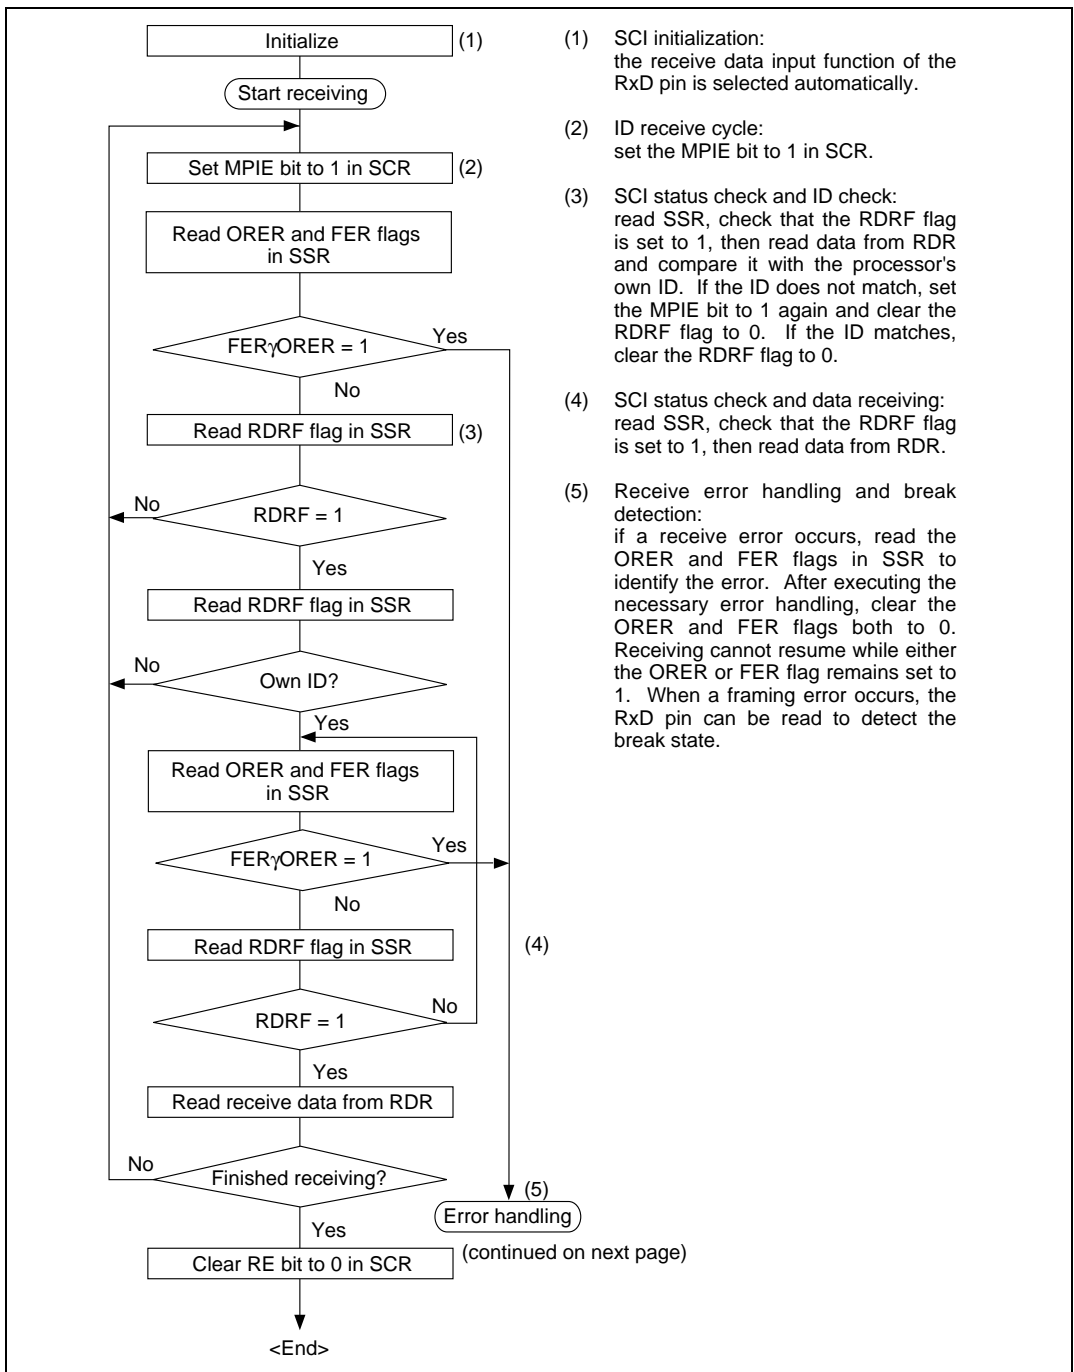 Initialize
(1)
Start receiving
Set MPIE bit to 1 in SCR
(2)
Read ORER and FER flags
in SSR
FERγORER = 1
Yes
No
Read RDRF flag in SSR
(3)
RDRF = 1
No
Yes
Read RDRF flag in SSR
Own ID?
No
Yes
Read ORER and FER flags
in SSR
FERγORER = 1
Yes
No
Read RDRF flag in SSR
(4)
RDRF = 1
No
Yes
Read receive data from RDR
Finished receiving?
No
Yes
(5)
Error handling
(continued on next page)
Clear RE bit to 0 in SCR
<End>
(1) SCI initialization:
the receive data input function of the
RxD pin is selected automatically.
(2) ID receive cycle:
set the MPIE bit to 1 in SCR.
(3) SCI status check and ID check:
read SSR, check that the RDRF flag
is set to 1, then read data from RDR
and compare it with the processor's
own ID. If the ID does not match, set
the MPIE bit to 1 again and clear the
RDRF flag to 0. If the ID matches,
clear the RDRF flag to 0.
(4) SCI status check and data receiving:
read SSR, check that the RDRF flag
is set to 1, then read data from RDR.
(5) Receive error handling and break
detection:
if a receive error occurs, read the
ORER and FER flags in SSR to
identify the error. After executing the
necessary error handling, clear the
ORER and FER flags both to 0.
Receiving cannot resume while either
the ORER or FER flag remains set to
1. When a framing error occurs, the
RxD pin can be read to detect the
break state.